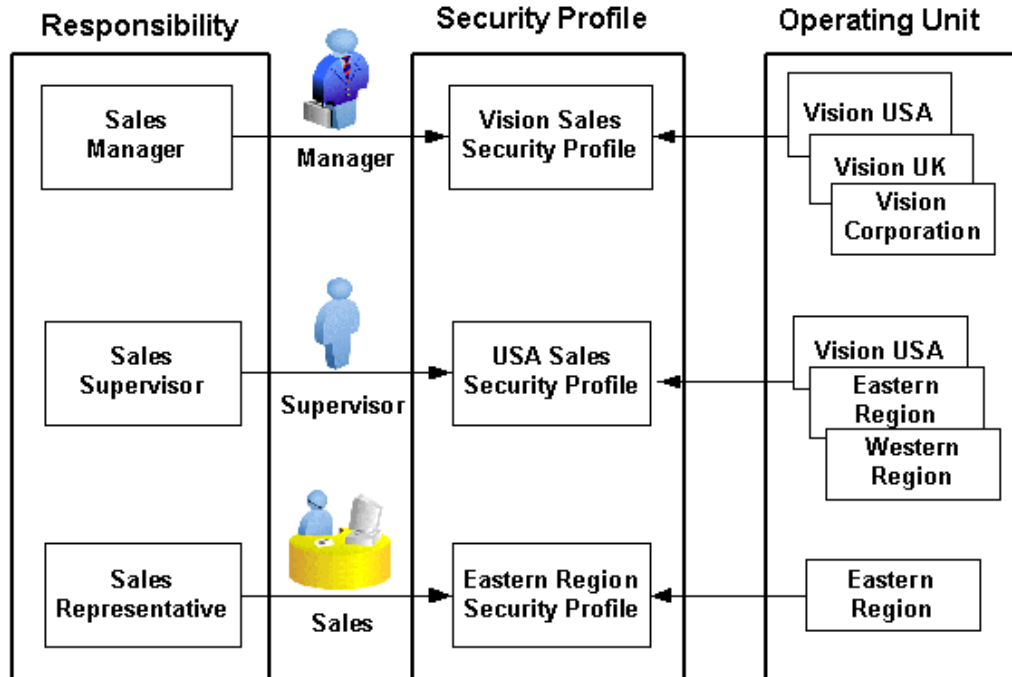 Responsibility
Security Profile
Operating Unit
Sales
Manager
Manager
Vision Sales
Security Profile
Vision USA
Vision UK
Vision
Corporation
Sales
Supervisor
Supervisor
USA Sales
Security Profile
Vision USA
Eastern
Region
Western
Region
Sales
Representative
Sales
Eastern Region
Security Profile
Eastern
Region